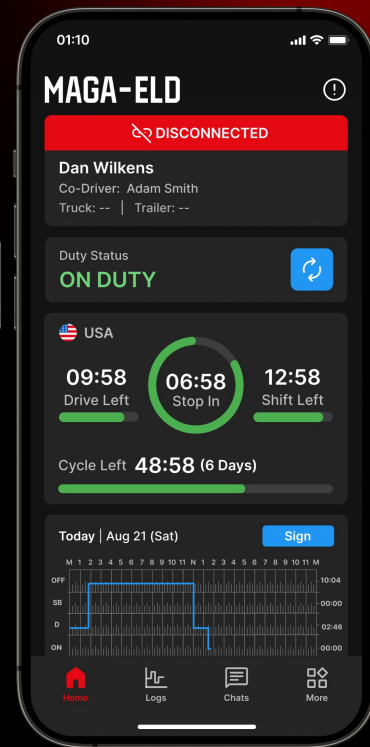 01:10
MAGA-ELD
DISCONNECTED
Dan Wilkens
Co-Driver: Adam Smith
Truck: -- | Trailer: --
Duty Status
ON DUTY
USA
09:58
Drive Left
06:58
Stop In
12:58
Shift Left
Cycle Left 48:58 (6 Days)
Today | Aug 21 (Sat)
Sign
M 1 2 3 4 5 6 7 8 9 10 11 N 1 2 3 4 5 6 7 8 9 10 11 M
OFF 10:04
SB 00:00
D 02:46
ON 00:00
Home Logs Chats More